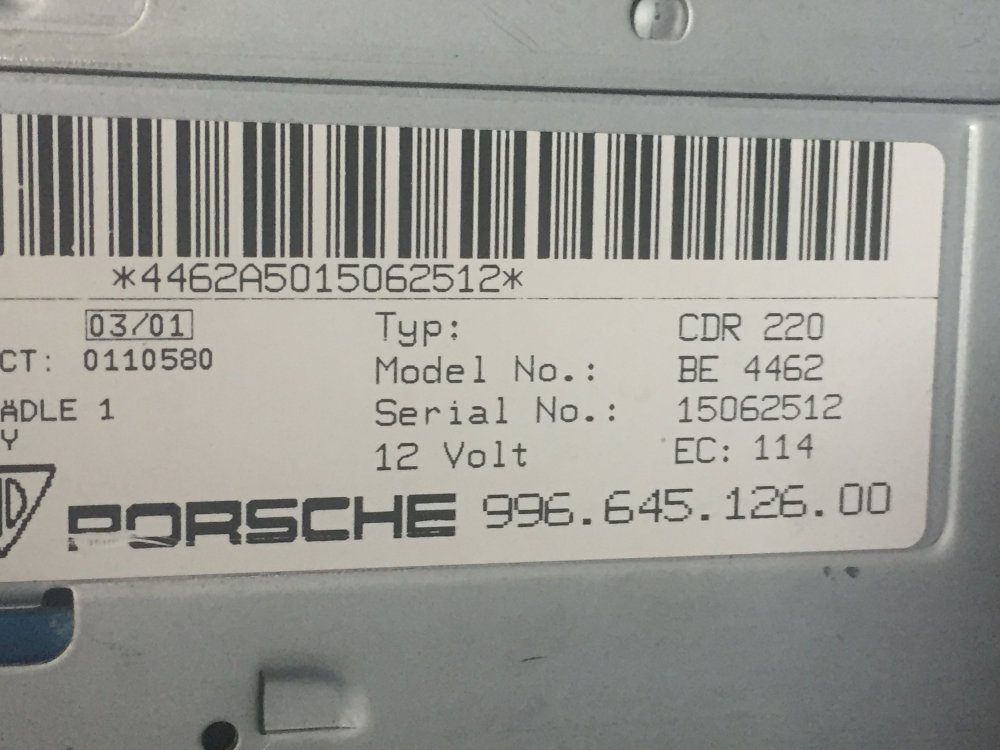 *4462A5015062512*
03/01
CT: 0110580
ÄDLE 1
Y
Typ: CDR 220
Model No.: BE 4462
Serial No.: 15062512
12 Volt EC: 114
PORSCHE 996.645.126.00